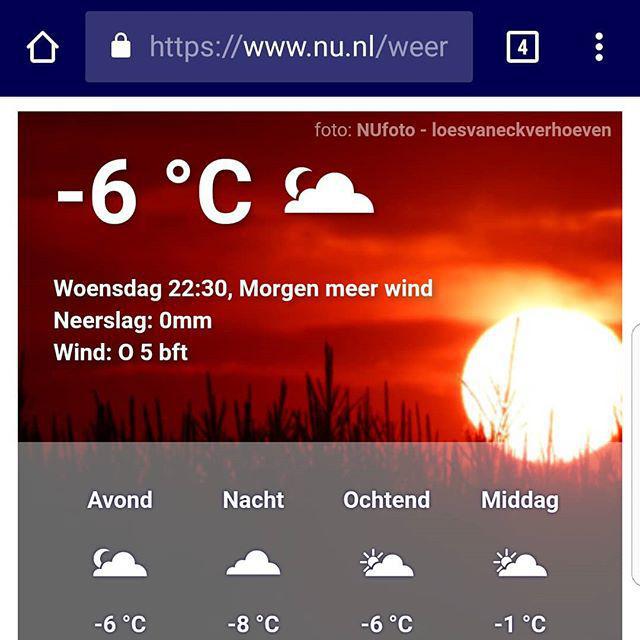 https://www.nu.nl/weer
4
foto: NUfoto - loesvaneckverhoeven
-6 °C
Woensdag 22:30, Morgen meer wind
Neerslag: 0mm
Wind: O 5 bft
Avond Nacht Ochtend Middag
-6 °C -8 °C -6 °C -1 °C